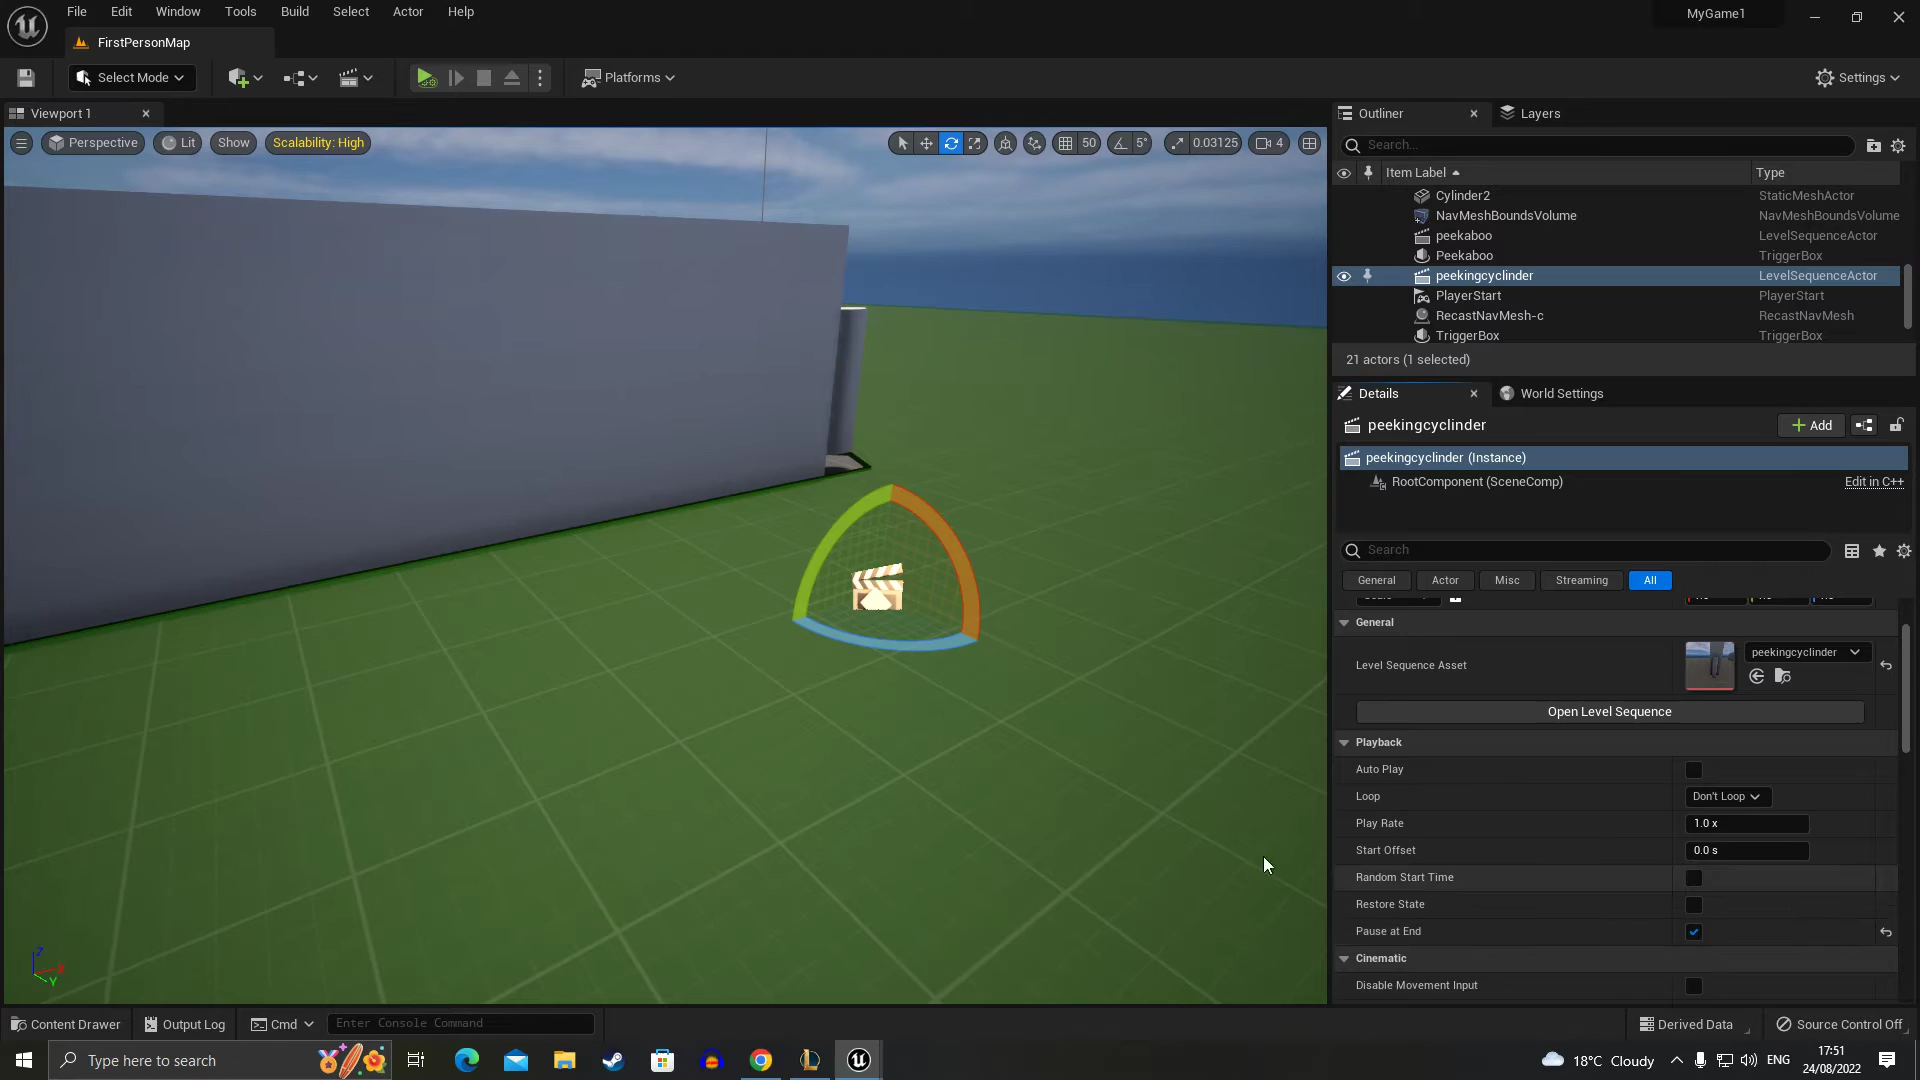 File Edit Window Tools Build Select Actor Help
MyGame1
FirstPersonMap
Select Mode
Platforms
Settings
Viewport 1
Perspective
Lit
Show
Scalability: High
50
5°
0.03125
4
Outliner
Layers
Search...
Item Label
Type
Cylinder2 StaticMeshActor
NavMeshBoundsVolume NavMeshBoundsVolume
peekaboo LevelSequenceActor
Peekaboo TriggerBox
peekingcyclinder LevelSequenceActor
PlayerStart PlayerStart
RecastNavMesh-c RecastNavMesh
TriggerBox TriggerBox
21 actors (1 selected)
Details
World Settings
peekingcyclinder
Add
peekingcyclinder (Instance)
RootComponent (SceneComp) Edit in C++
Search
General Actor Misc Streaming All
General
Level Sequence Asset
peekingcyclinder
Open Level Sequence
Playback
Auto Play
Loop Don't Loop
Play Rate 1.0 x
Start Offset 0.0 s
Random Start Time
Restore State
Pause at End
Cinematic
Disable Movement Input
Z
X
Y
Content Drawer
Output Log
Cmd
Enter Console Command
Derived Data
Source Control Off
Type here to search
18°C Cloudy
ENG
17:51
24/08/2022